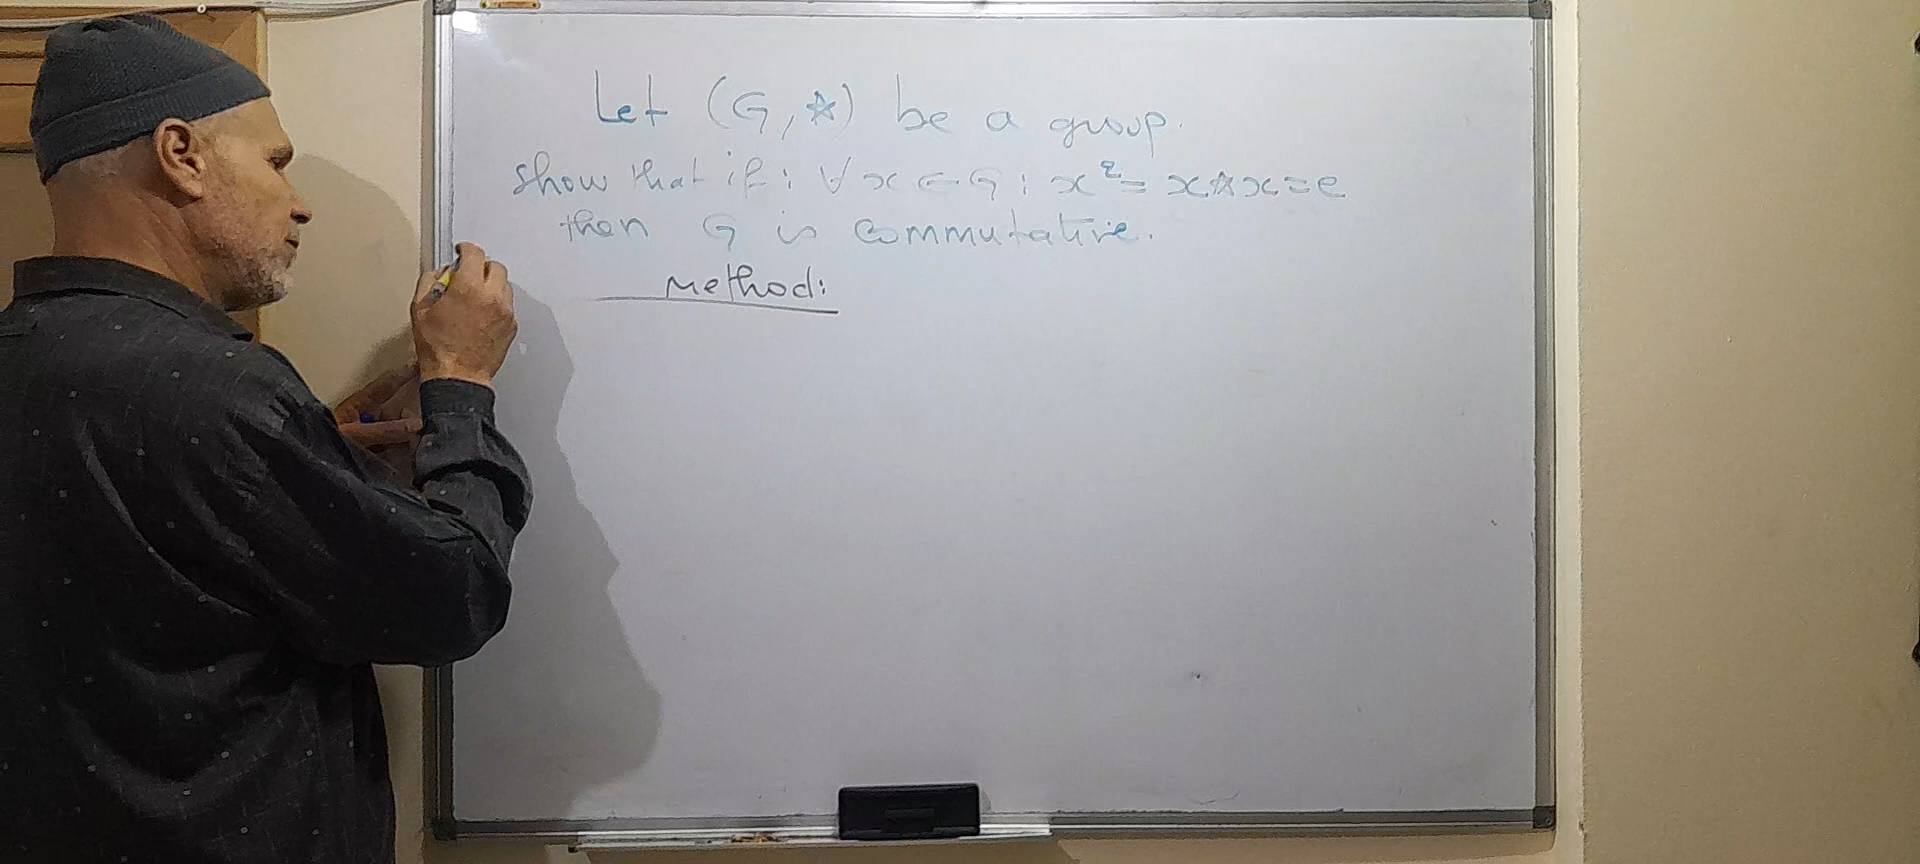 Let (G, ☆) be a group.
show that if : ∀ x ∈ G : x² = x☆x = e
then G is commutative.
Method: